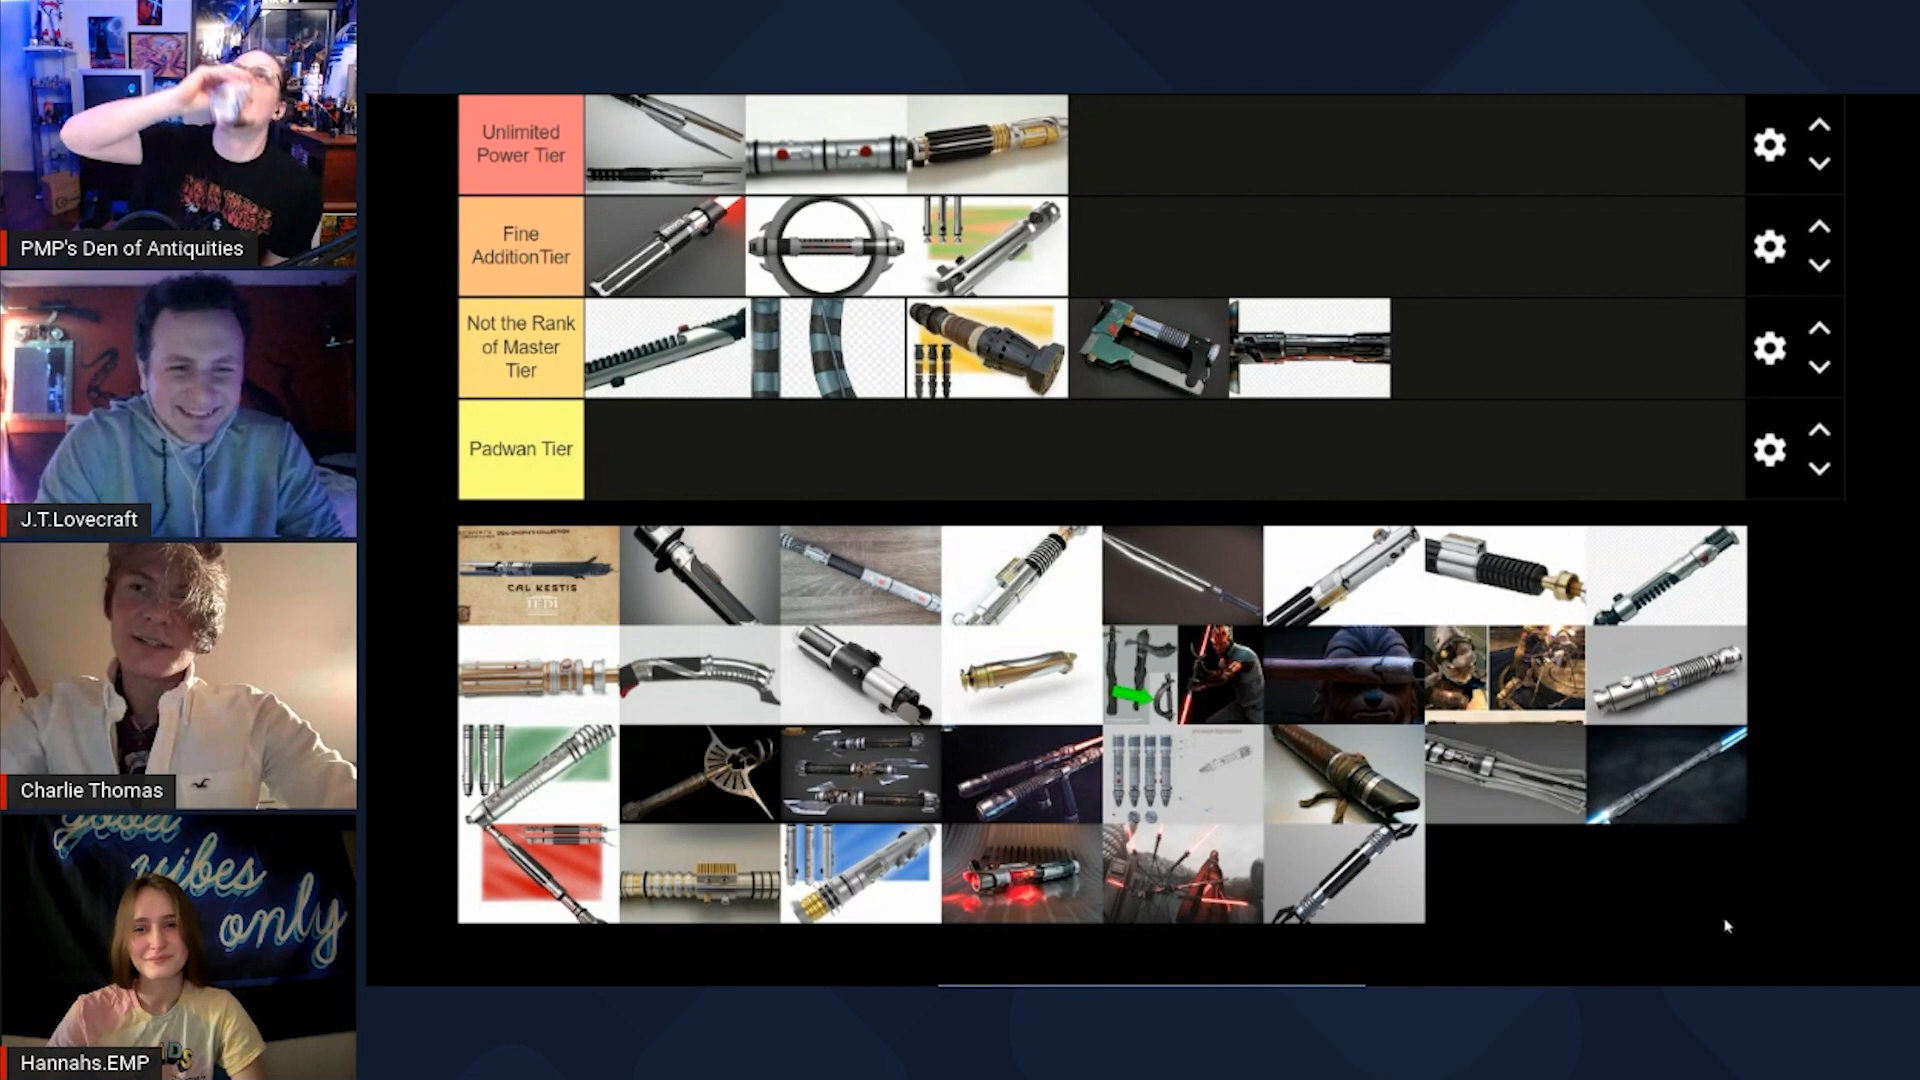 PMP's Den of Antiquities
J.T.Lovecraft
Charlie Thomas
good
vibes
only
Hannahs.EMP
Unlimited
Power Tier
Fine
AdditionTier
Not the Rank
of Master
Tier
Padwan Tier
CAL KESTIS
JEDI